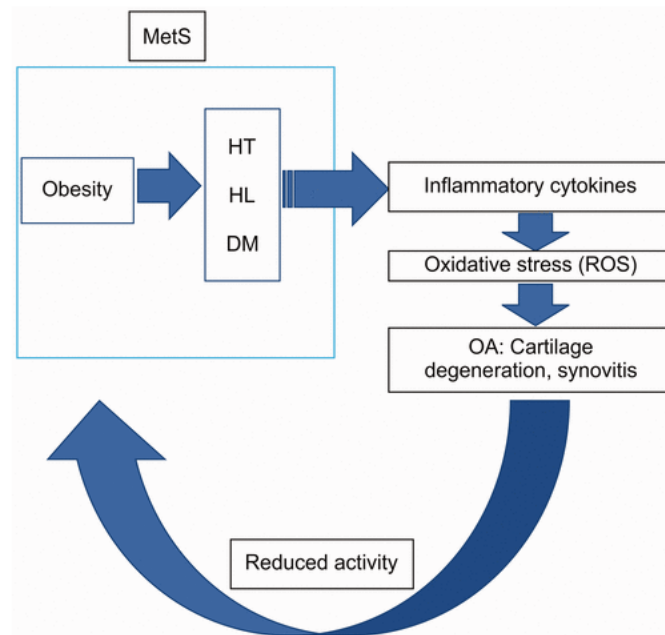 MetS
Obesity
HT
HL
DM
Inflammatory cytokines
Oxidative stress (ROS)
OA: Cartilage
degeneration, synovitis
Reduced activity